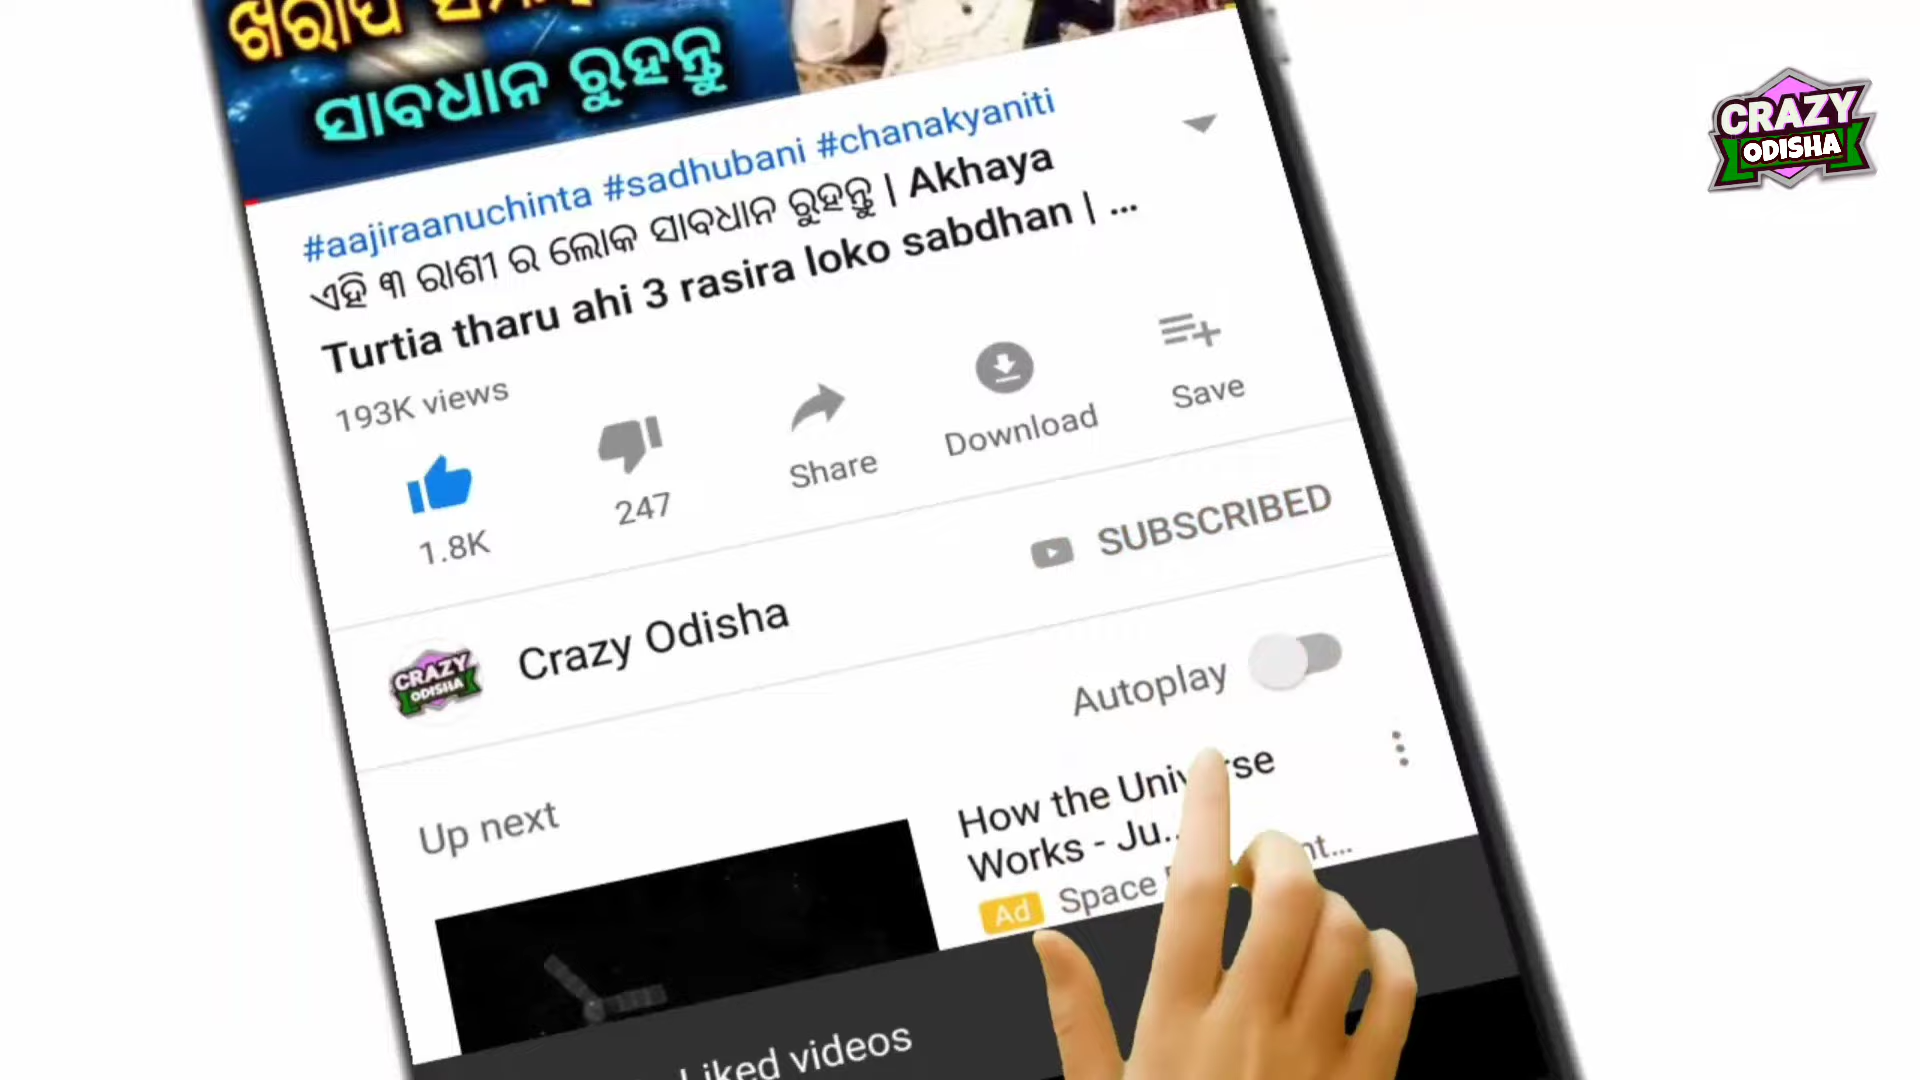 ସାବଧାନ ରୁହନ୍ତୁ
CRAZY
ODISHA
#aajiraanuchinta #sadhubani #chanakyaniti
ଏହି ୩ ରାଶୀ ର ଲୋକ ସାବଧାନ ରୁହନ୍ତୁ | Akhaya
Turtia tharu ahi 3 rasira loko sabdhan | ...
193K views
1.8K
247
Share
Download
Save
CRAZY
ODISHA
Crazy Odisha
SUBSCRIBED
Autoplay
Up next
How the
Works - Ju...
Ad Space
Liked videos